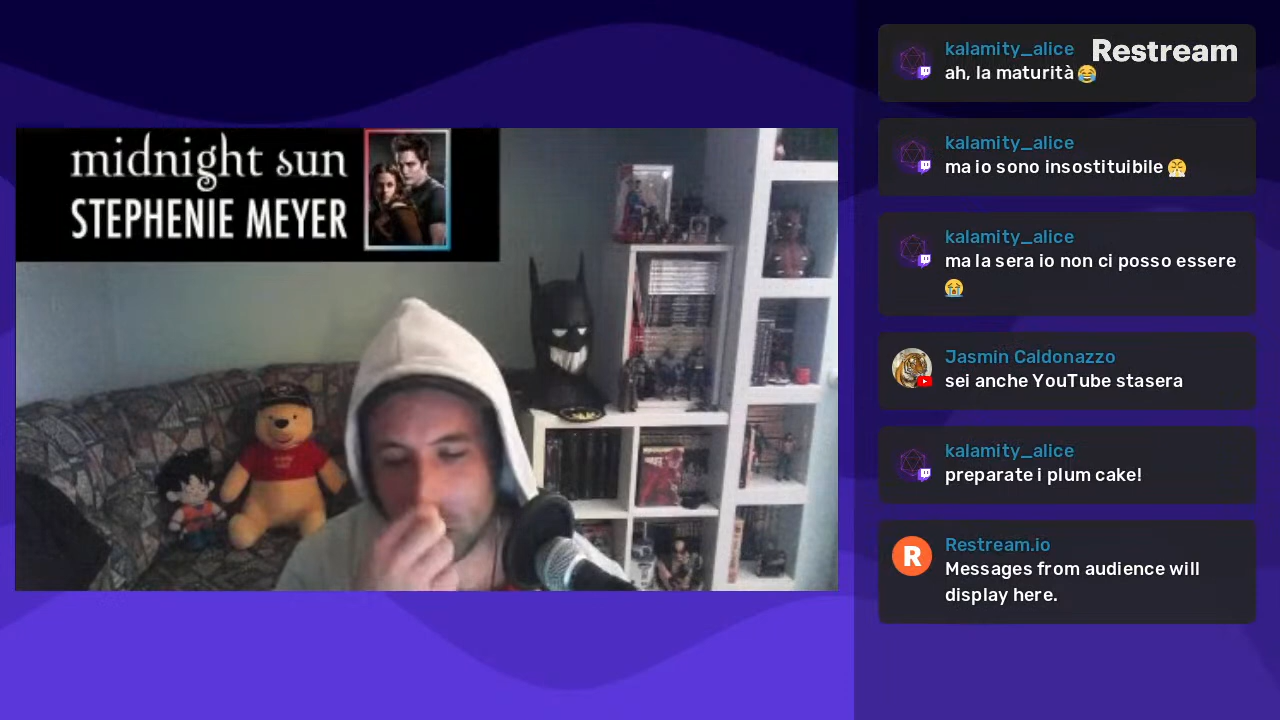 midnight sun
STEPHENIE MEYER
Restream
kalamity_alice
ah, la maturità 😂
kalamity_alice
ma io sono insostituibile 😤
kalamity_alice
ma la sera io non ci posso essere
😭
Jasmin Caldonazzo
sei anche YouTube stasera
kalamity_alice
preparate i plum cake!
R
Restream.io
Messages from audience will
display here.